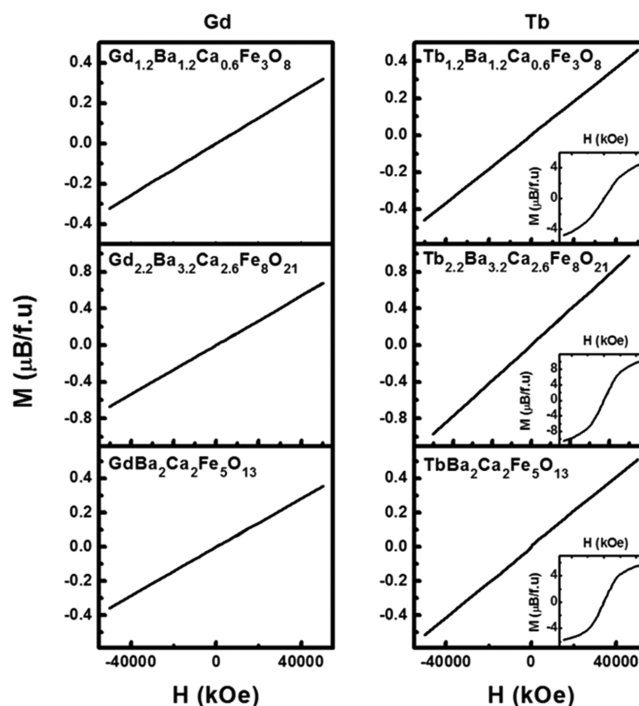 Gd
Tb
Gd1.2Ba1.2Ca0.6Fe3O8
0.4
0.2
0.0
-0.2
-0.4
Tb1.2Ba1.2Ca0.6Fe3O8
0.4
0.2
0.0
-0.2
-0.4
H (kOe)
M (μB/f.u)
4
0
-4
Gd2.2Ba3.2Ca2.6Fe8O21
0.8
0.4
0.0
-0.4
-0.8
M (μB/f.u)
Tb2.2Ba3.2Ca2.6Fe8O21
0.8
0.4
0.0
-0.4
-0.8
H (kOe)
M (μB/f.u)
8
4
0
-4
-8
GdBa2Ca2Fe5O13
0.4
0.2
0.0
-0.2
-0.4
-40000 0 40000
H (kOe)
TbBa2Ca2Fe5O13
0.4
0.2
0.0
-0.2
-0.4
H (kOe)
M (μB/f.u)
4
0
-4
-40000 0 40000
H (kOe)